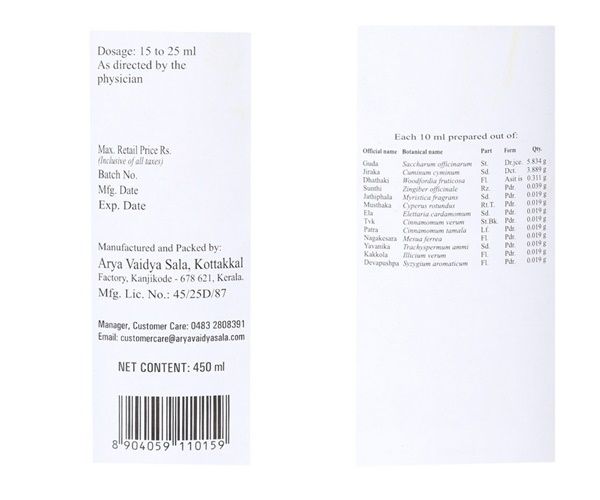 Dosage: 15 to 25 ml
As directed by the
physician
Max. Retail Price Rs.
(Inclusive of all taxes)
Batch No.
Mfg. Date
Exp. Date
Manufactured and Packed by:
Arya Vaidya Sala, Kottakkal
Factory, Kanjikode - 678 621, Kerala.
Mfg. Lic. No.: 45/25D/87
Manager, Customer Care: 0483 2808391
Email: customercare@aryavaidyasala.com
NET CONTENT: 450 ml
8 904059 110159
Each 10 ml prepared out of:
Official name Botanical name Part Form Qty.
Guda Saccharum officinarum St. Dr.jce. 5.834 g
Jiraka Cuminum cyminum Sd. Dct. 3.889 g
Dhathaki Woodfordia fruticosa Fl. Asit is 0.311 g
Sunthi Zingiber officinale Rz. Pdr. 0.039 g
Jathiphala Myristica fragrans Sd. Pdr. 0.019 g
Musthaka Cyperus rotundus Rt.T. Pdr. 0.019 g
Ela Elettaria cardamomum Sd. Pdr. 0.019 g
Tvk Cinnamomum verum St.Bk. Pdr. 0.019 g
Patra Cinnamomum tamala Lf. Pdr. 0.019 g
Nagakesara Mesua ferrea Fl. Pdr. 0.019 g
Yavanika Trachyspermum ammi Sd. Pdr. 0.019 g
Kakkola Illicium verum Fl. Pdr. 0.019 g
Devapushpa Syzygium aromaticum Fl. Pdr. 0.019 g